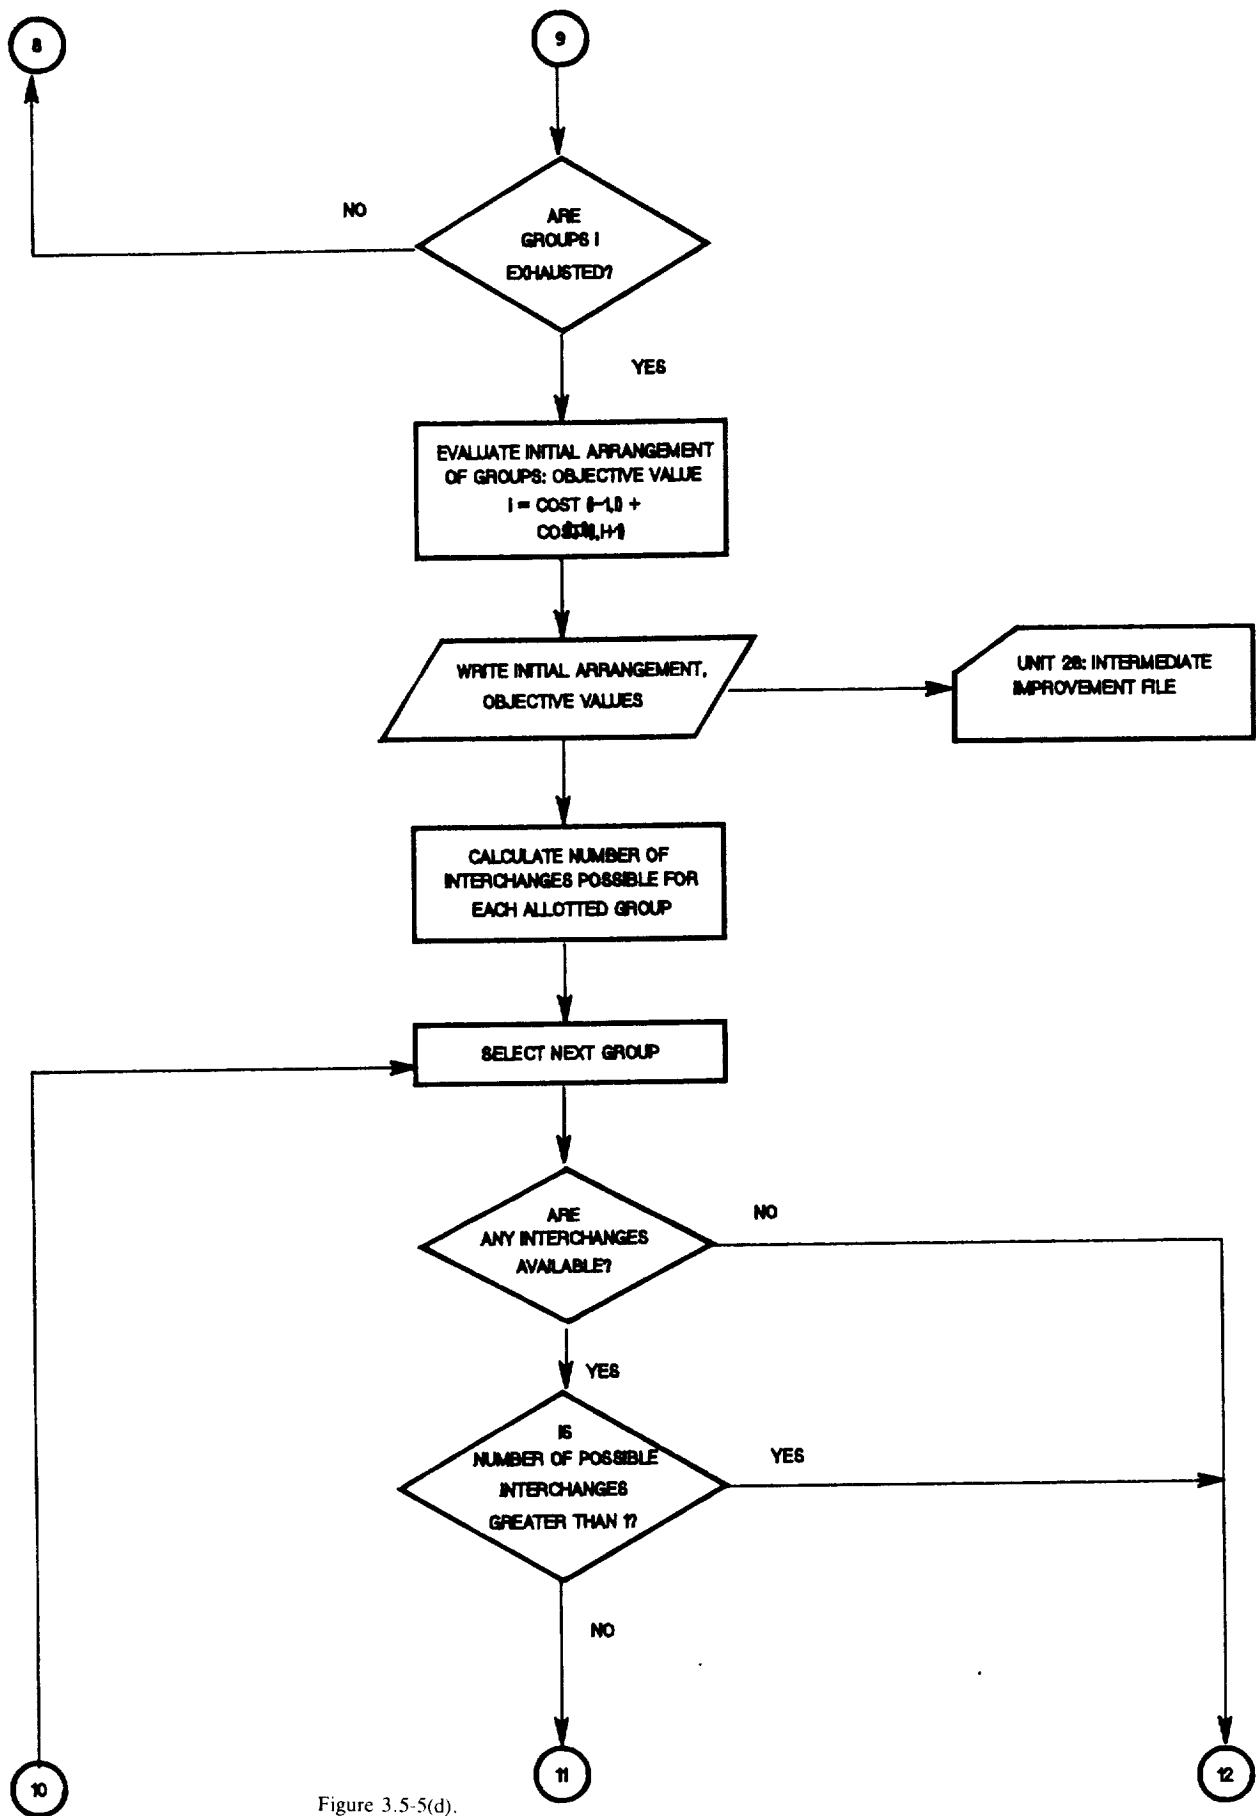 8
9
NO
ARE
GROUPS I
EXHAUSTED?
YES
EVALUATE INITIAL ARRANGEMENT
OF GROUPS: OBJECTIVE VALUE
I = COST (I-1,I) +
WRITE INITIAL ARRANGEMENT,
OBJECTIVE VALUES
UNIT 28: INTERMEDIATE
IMPROVEMENT FILE
CALCULATE NUMBER OF
INTERCHANGES POSSIBLE FOR
EACH ALLOTTED GROUP
SELECT NEXT GROUP
ARE
ANY INTERCHANGES
AVAILABLE?
NO
YES
IS
NUMBER OF POSSIBLE
INTERCHANGES
GREATER THAN 1?
YES
NO
10
11
12
Figure 3.5-5(d).